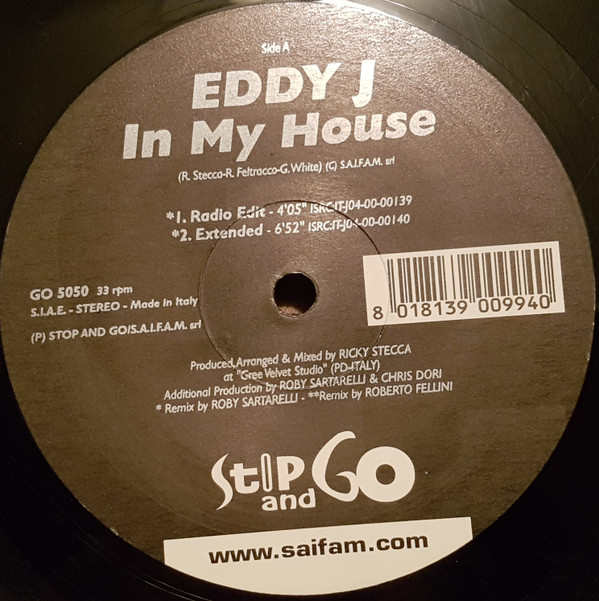 Side A
EDDY J
In My House
(R. Stecca-R. Feltracco-G.White) (C) S.A.I.F.A.M. srl
*1. Radio Edit - 4'05" ISRC:IT-J04-00-00139
*2. Extended - 6'52" ISRC:IT-J04-00-00140
GO 5050 33 rpm
S.I.A.E. - STEREO - Made In Italy
(P) STOP AND GO/S.A.I.F.A.M. srl
8 018139 009940
Produced,Arranged & Mixed by RICKY STECCA
at "Gree Velvet Studio" (PD-ITALY)
Additional Production by ROBY SARTARELLI & CHRIS DORI
* Remix by ROBY SARTARELLI - **Remix by ROBERTO FELLINI
StOP
and GO
www.saifam.com